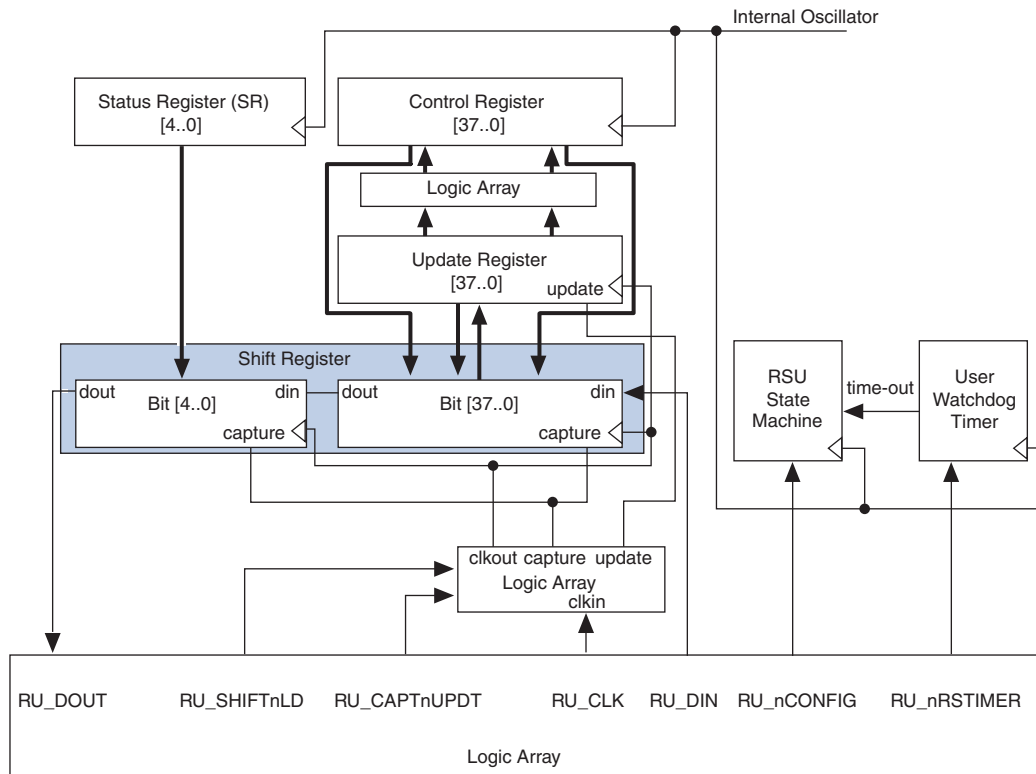 Internal Oscillator
Status Register (SR)
[4..0]
Control Register
[37..0]
Logic Array
Update Register
[37..0]
update
Shift Register
dout
din
Bit [4..0]
capture
dout
din
Bit [37..0]
capture
RSU
State
Machine
time-out
User
Watchdog
Timer
clkout capture update
Logic Array
clkin
RU_DOUT
RU_SHIFTnLD
RU_CAPTnUPDT
RU_CLK
RU_DIN
RU_nCONFIG
RU_nRSTIMER
Logic Array